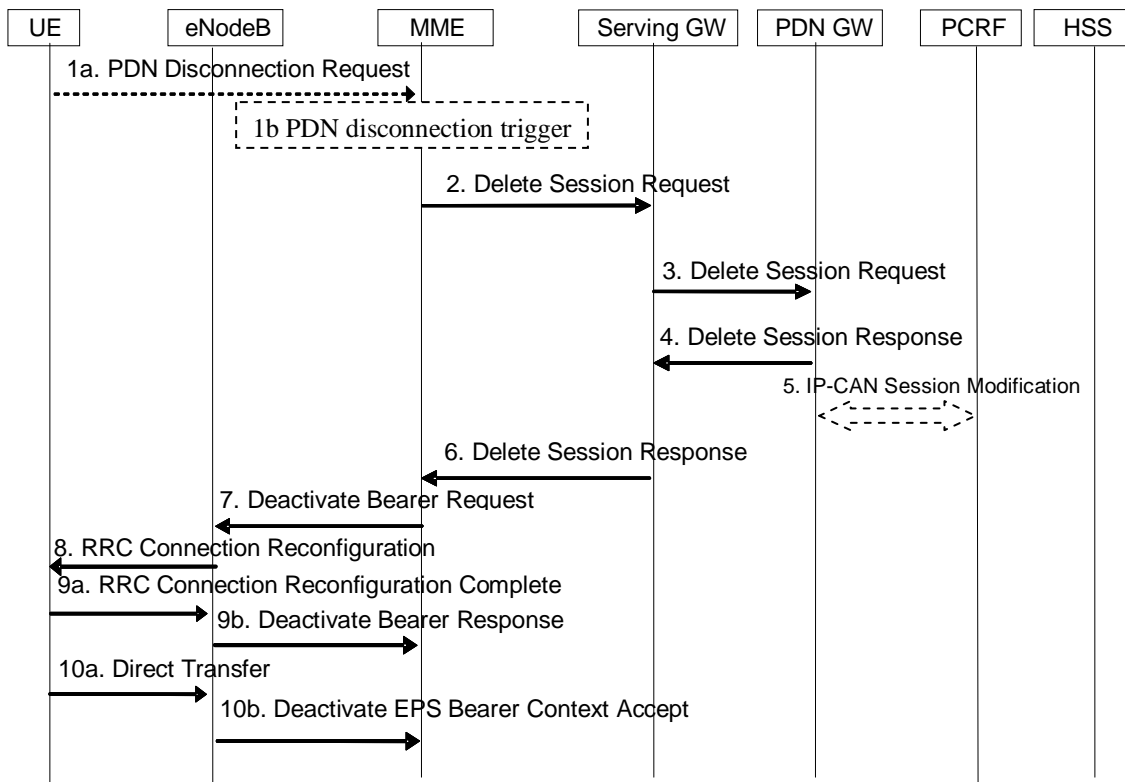 UE eNodeB MME Serving GW PDN GW PCRF HSS
1a. PDN Disconnection Request
1b PDN disconnection trigger
2. Delete Session Request
3. Delete Session Request
4. Delete Session Response
5. IP-CAN Session Modification
6. Delete Session Response
7. Deactivate Bearer Request
8. RRC Connection Reconfiguration
9a. RRC Connection Reconfiguration Complete
9b. Deactivate Bearer Response
10a. Direct Transfer
10b. Deactivate EPS Bearer Context Accept